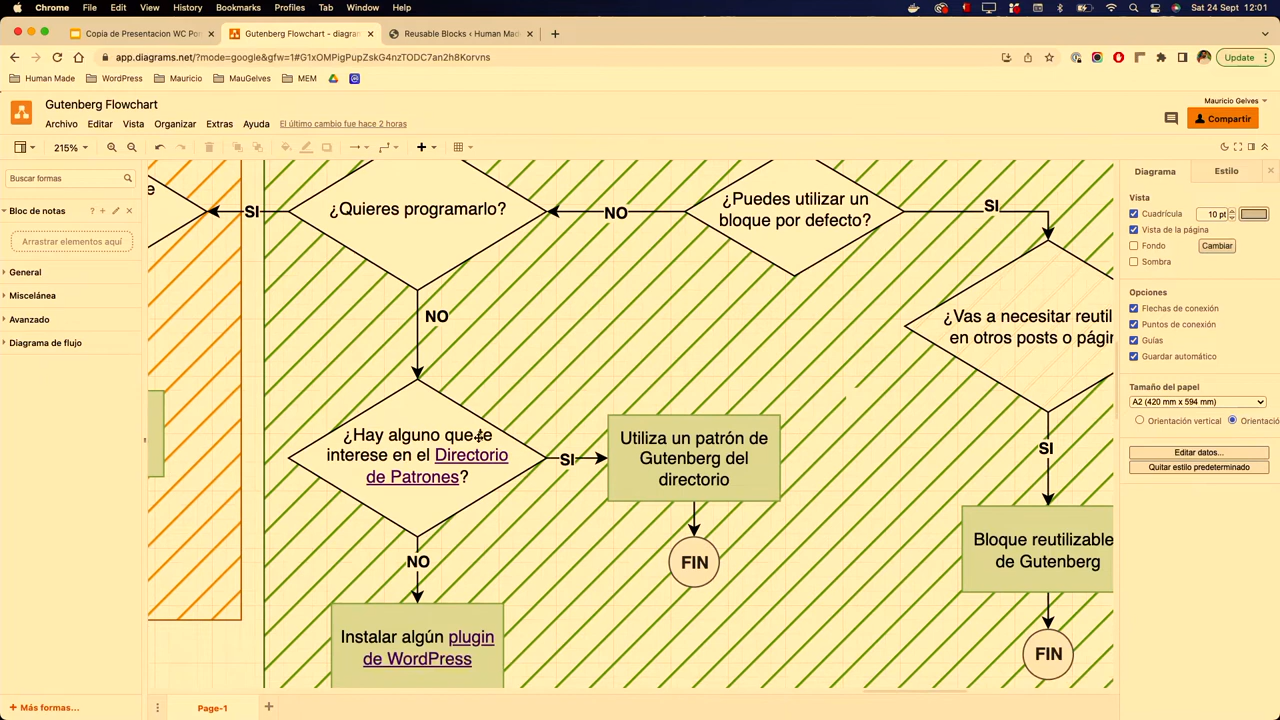 Chrome File Edit View History Bookmarks Profiles Tab Window Help Sat 24 Sept 12:01
Copia de Presentacion WC Po
Gutenberg Flowchart - diagra
Reusable Blocks ‹ Human Ma
app.diagrams.net/?mode=google&gfw=1#G1xOMPigPupZskG4nzTODC7an2h8Korvns
Update
Human Made WordPress Mauricio MauGelves MEM
Gutenberg Flowchart
Mauricio Gelves
Archivo Editar Vista Organizar Extras Ayuda El último cambio fue hace 2 horas
Compartir
215%
Buscar formas
Bloc de notas
Arrastrar elementos aquí
General
Miscelánea
Avanzado
Diagrama de flujo
+ Más formas...
e
SI
¿Quieres programarlo?
NO
¿Puedes utilizar un
bloque por defecto?
SI
NO
¿Vas a necesitar reutil
en otros posts o págin
¿Hay alguno que te
interese en el Directorio
de Patrones?
SI
Utiliza un patrón de
Gutenberg del
directorio
SI
NO
FIN
Bloque reutilizable
de Gutenberg
Instalar algún plugin
de WordPress
FIN
Page-1
Diagrama Estilo
Vista
Cuadrícula 10 pt
Vista de la página
Fondo Cambiar
Sombra
Opciones
Flechas de conexión
Puntos de conexión
Guías
Guardar automático
Tamaño del papel
A2 (420 mm x 594 mm)
Orientación vertical Orientació
Editar datos...
Quitar estilo predeterminado